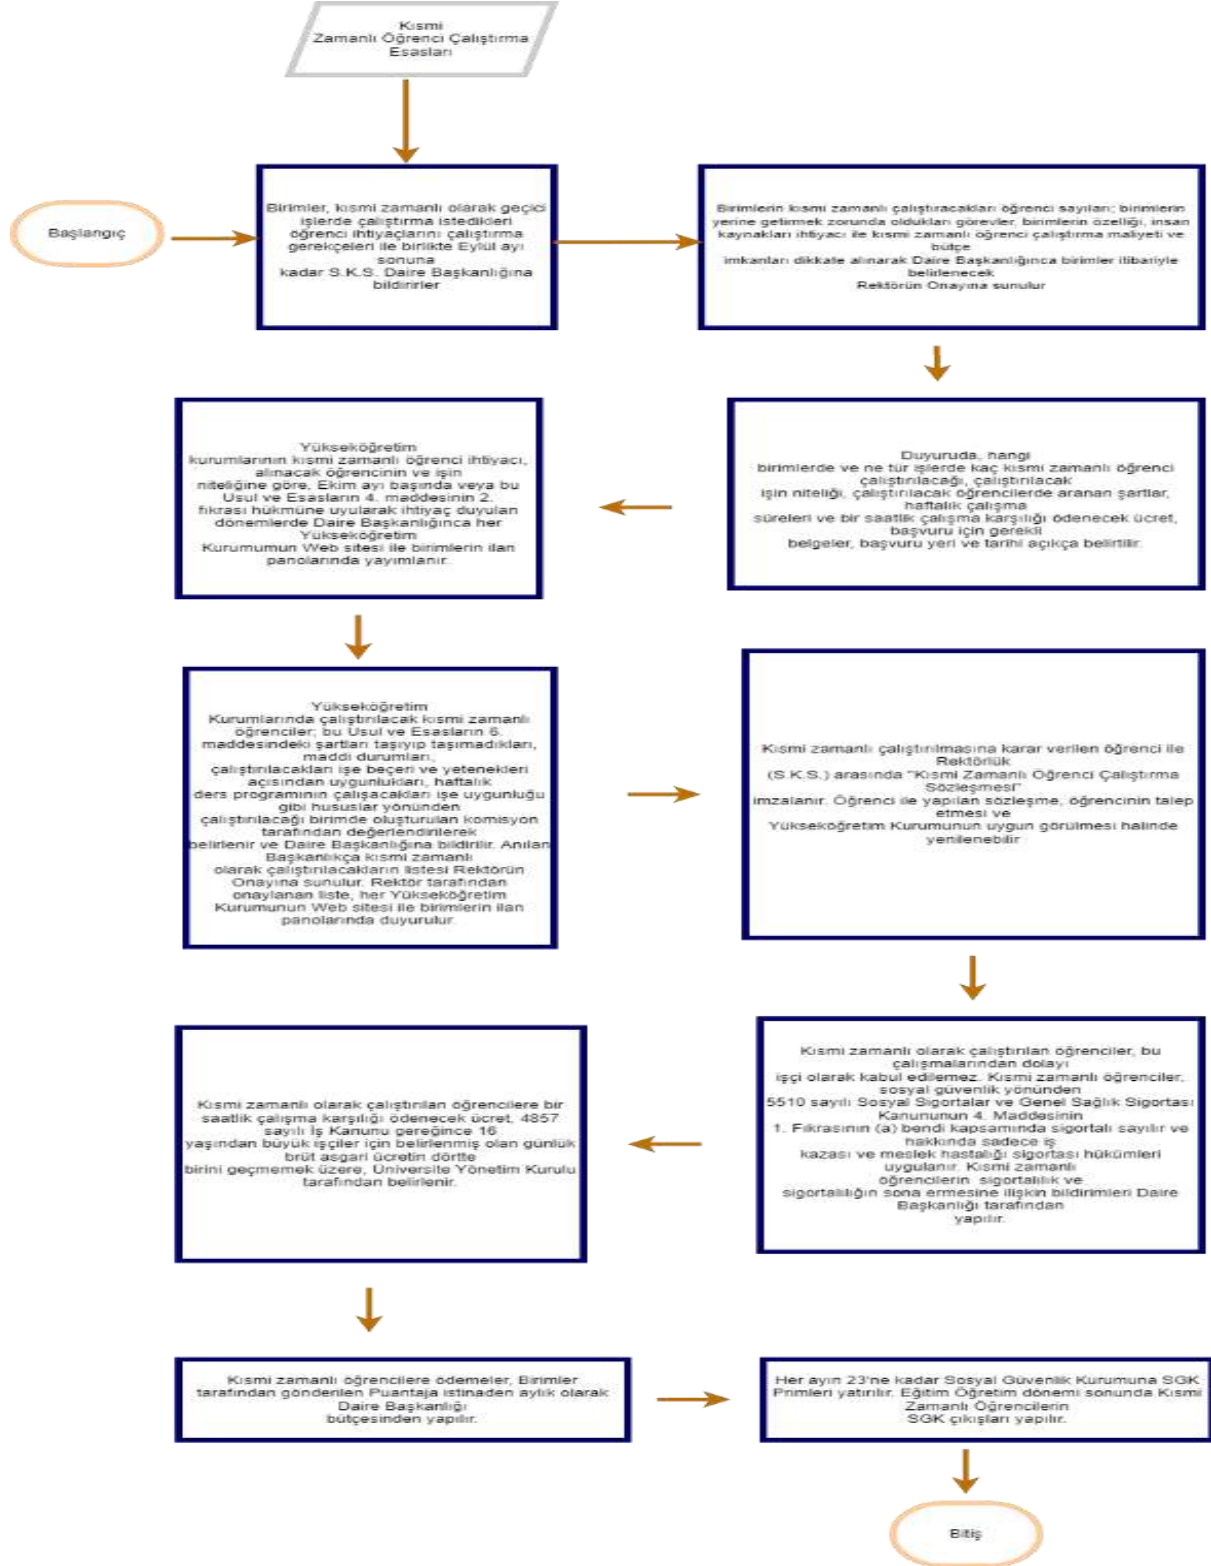 Kısmi
Zamanlı Öğrenci Çalıştırma
Esasları
Başlangıç
Birimler, kısmi zamanlı olarak geçici
işlerde çalıştırma istedikleri
öğrenci ihtiyaçlarını çalıştırma
gerekçeleri ile birlikte Eylül ayı
sonuna
kadar S.K.S. Daire Başkanlığına
bildirirler
Birimlerin kısmi zamanlı çalıştıracakları öğrenci sayıları; birimlerin
yerine getirmek zorunda oldukları görevler, birimlerin özelliği, insan
kaynakları ihtiyacı ile kısmi zamanlı öğrenci çalıştırma maliyeti ve
bütçe
imkanları dikkate alınarak Daire Başkanlığınca birimler itibariyle
belirlenecek
Rektörün Onayına sunulur
Duyuruda, hangi
birimlerde ve ne tür işlerde kaç kısmi zamanlı öğrenci
çalıştırılacağı, çalıştırılacak
işin niteliği, çalıştırılacak öğrencilerde aranan şartlar,
haftalık çalışma
süreleri ve bir saatlik çalışma karşılığı ödenecek ücret,
başvuru için gerekli
belgeler, başvuru yeri ve tarihi açıkça belirtilir.
Yükseköğretim
kurumlarının kısmi zamanlı öğrenci ihtiyacı,
alınacak öğrencinin ve işin
niteliğine göre, Ekim ayı başında veya bu
Usul ve Esasların 4. maddesinin 2.
fıkrası hükmüne uyularak ihtiyaç duyulan
dönemlerde Daire Başkanlığınca her
Yükseköğretim
Kurumumun Web sitesi ile birimlerin ilan
panolarında yayımlanır.
Yükseköğretim
Kurumlarında çalıştırılacak kısmi zamanlı
öğrenciler; bu Usul ve Esasların 6.
maddesindeki şartları taşıyıp taşımadıkları,
maddi durumları,
çalıştırılacakları işe beçeri ve yetenekleri
açısından uygunlukları, haftalık
ders programının çalışacakları işe uygunluğu
gibi hususlar yönünden
çalıştırılacağı birimde oluşturulan komisyon
tarafından değerlendirilerek
belirlenir ve Daire Başkanlığına bildirilir. Anılan
Başkanlıkça kısmi zamanlı
olarak çalıştırılacakların listesi Rektörün
Onayına sunulur. Rektör tarafından
onaylanan liste, her Yükseköğretim
Kurumunun Web sitesi ile birimlerin ilan
panolarında duyurulur.
Kısmi zamanlı çalıştırılmasına karar verilen öğrenci ile
Rektörlük
(S.K.S.) arasında "Kısmi Zamanlı Öğrenci Çalıştırma
Sözleşmesi"
imzalanır. Öğrenci ile yapılan sözleşme, öğrencinin talep
etmesi ve
Yükseköğretim Kurumunun uygun görülmesi halinde
yenilenebilir
Kısmi zamanlı olarak çalıştırılan öğrenciler, bu
çalışmalarından dolayı
işçi olarak kabul edilemez. Kısmi zamanlı öğrenciler,
sosyal güvenlik yönünden
5510 sayılı Sosyal Sigortalar ve Genel Sağlık Sigortası
Kanununun 4. Maddesinin
1. Fıkrasının (a) bendi kapsamında sigortalı sayılır ve
hakkında sadece iş
kazası ve meslek hastalığı sigortası hükümleri
uygulanır. Kısmi zamanlı
öğrencilerin sigortalılık ve
sigortalılığın sona ermesine ilişkin bildirimleri Daire
Başkanlığı tarafından
yapılır.
Kısmi zamanlı olarak çalıştırılan öğrencilere bir
saatlik çalışma karşılığı ödenecek ücret, 4857
sayılı İş Kanunu gereğince 16
yaşından büyük işçiler için belirlenmiş olan günlük
brüt asgari ücretin dörtte
birini geçmemek üzere, Üniversite Yönetim Kurulu
tarafından belirlenir.
Kısmi zamanlı öğrencilere ödemeler, Birimler
tarafından gönderilen Puantaja istinaden aylık olarak
Daire Başkanlığı
bütçesinden yapılır.
Her ayın 23'ne kadar Sosyal Güvenlik Kurumuna SGK
Primleri yatırılır. Eğitim Öğretim dönemi sonunda Kısmi
Zamanlı Öğrencilerin
SGK çıkışları yapılır.
Bitiş